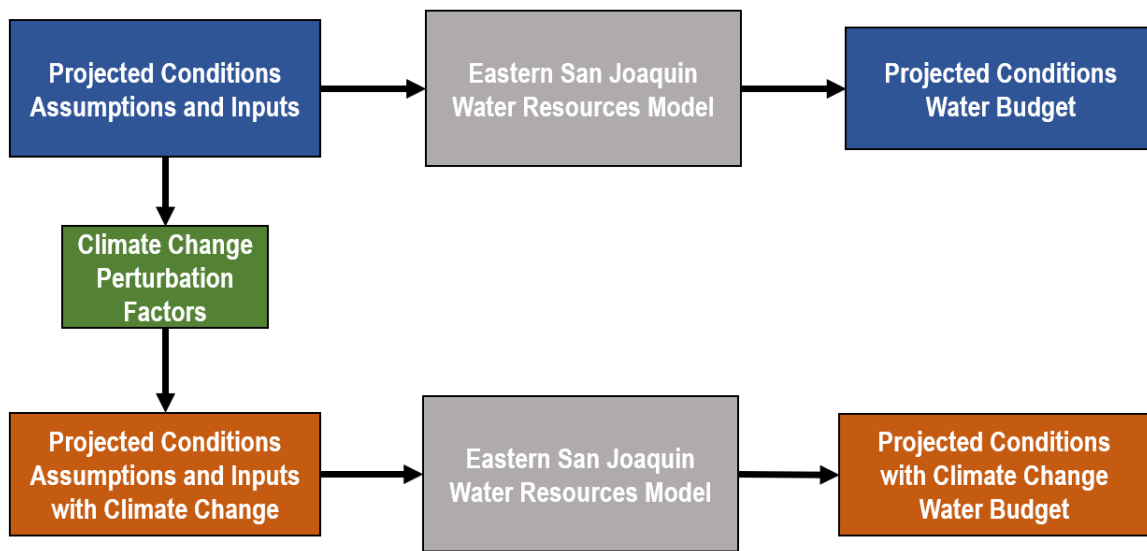 Projected Conditions
Assumptions and Inputs
Eastern San Joaquin
Water Resources Model
Projected Conditions
Water Budget
Climate Change
Perturbation
Factors
Projected Conditions
Assumptions and Inputs
with Climate Change
Eastern San Joaquin
Water Resources Model
Projected Conditions
with Climate Change
Water Budget